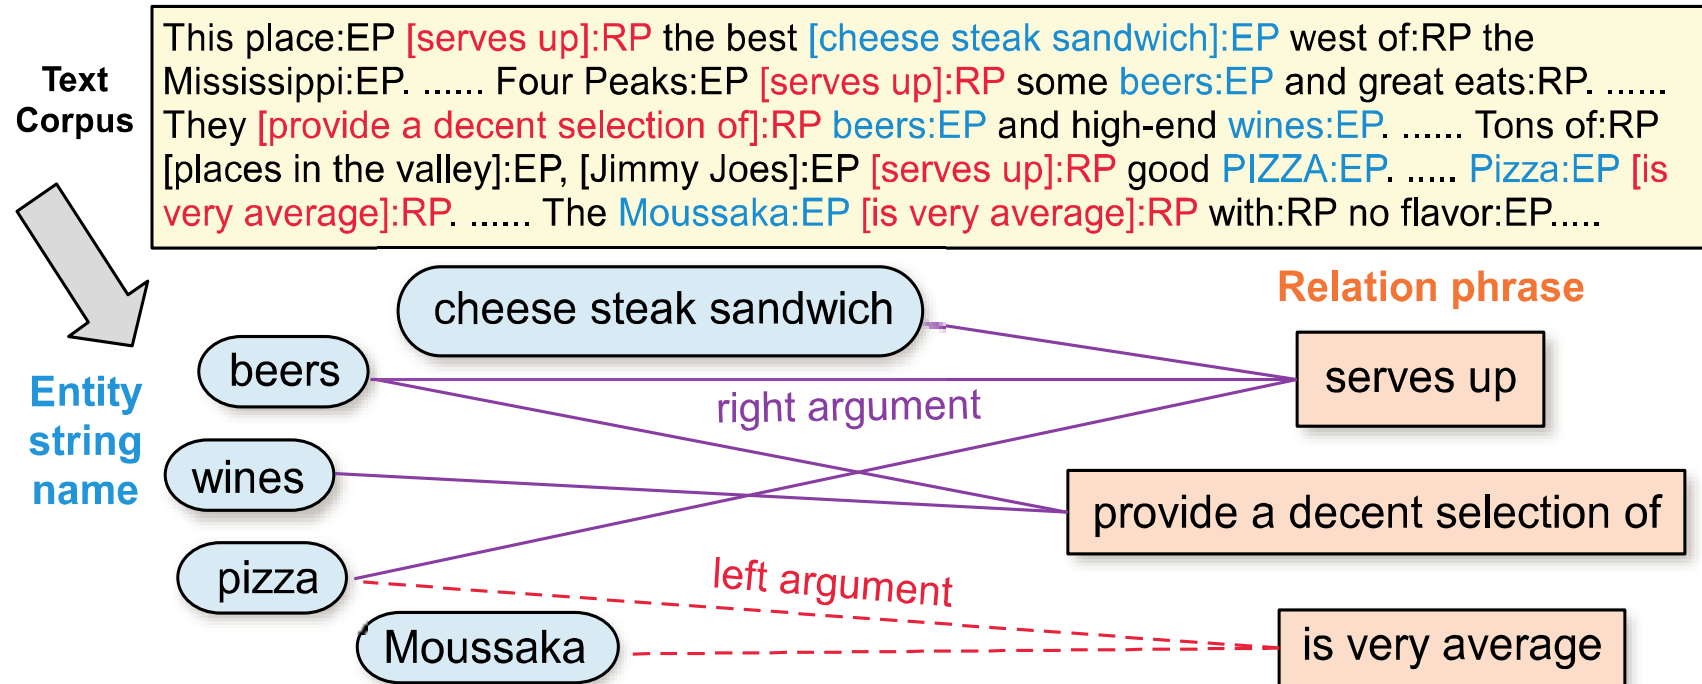 This place:EP [serves up]:RP the best [cheese steak sandwich]:EP west of:RP the
Mississippi:EP. ...... Four Peaks:EP [serves up]:RP some beers:EP and great eats:RP. ......
They [provide a decent selection of]:RP beers:EP and high-end wines:EP. ...... Tons of:RP
[places in the valley]:EP, [Jimmy Joes]:EP [serves up]:RP good PIZZA:EP. ..... Pizza:EP [is
very average]:RP. ...... The Moussaka:EP [is very average]:RP with:RP no flavor:EP.....
Text
Corpus
Relation phrase
cheese steak sandwich
beers
serves up
Entity
string
name
right argument
wines
provide a decent selection of
pizza
left argument
Moussaka
is very average